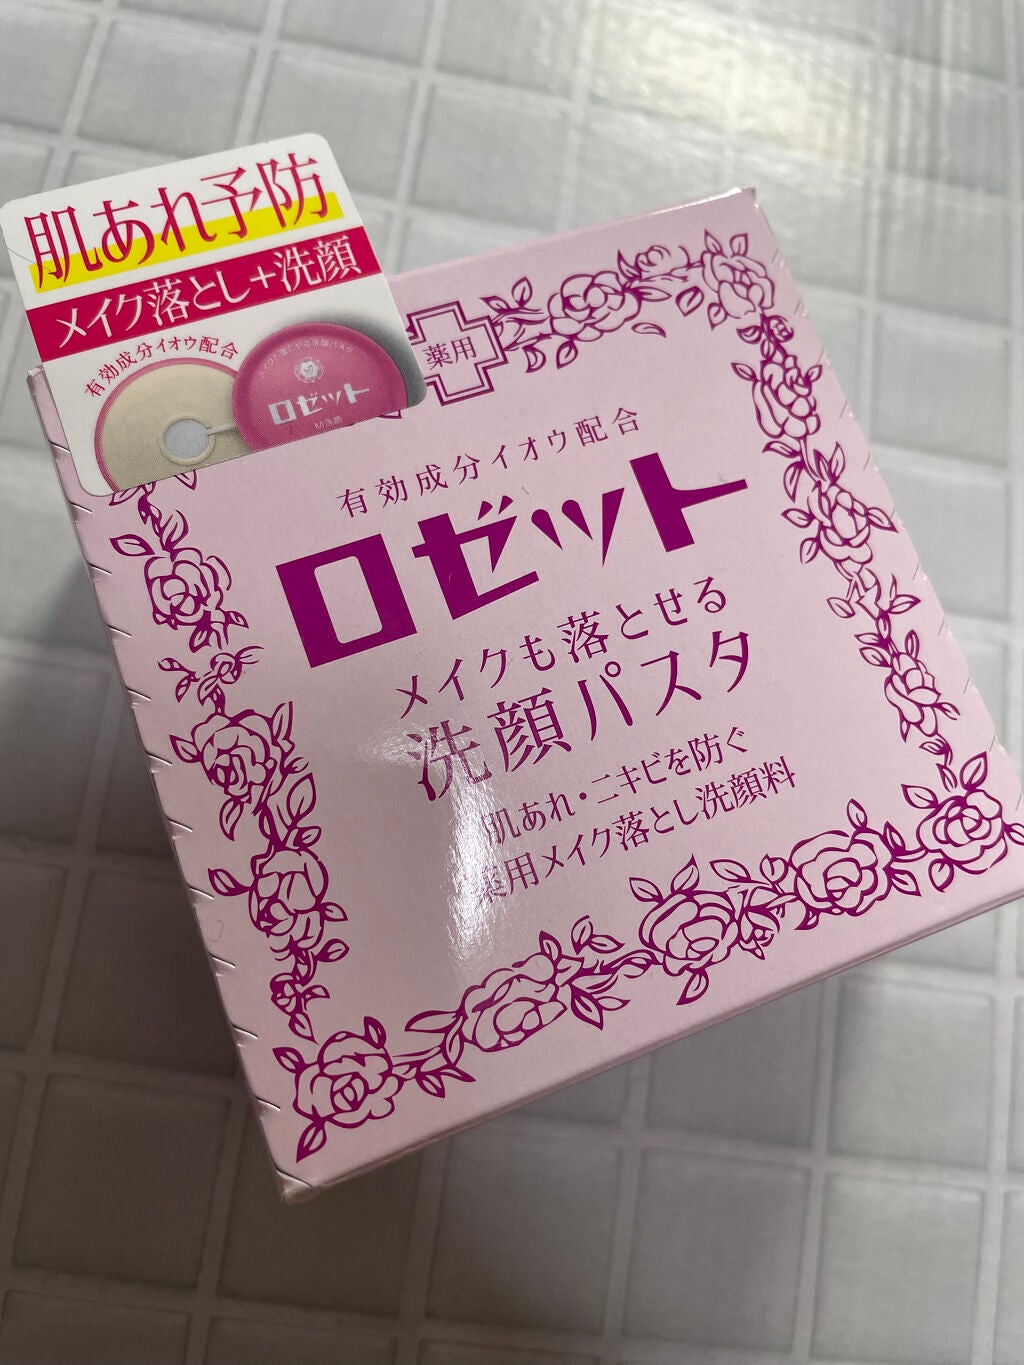 肌あれ予防
メイク落とし+洗顔
有効成分イオウ配合
ロゼット
薬用
有効成分イオウ配合
ロゼット
メイクも落とせる
洗顔パスタ
肌あれ・ニキビを防ぐ
薬用メイク落とし洗顔料